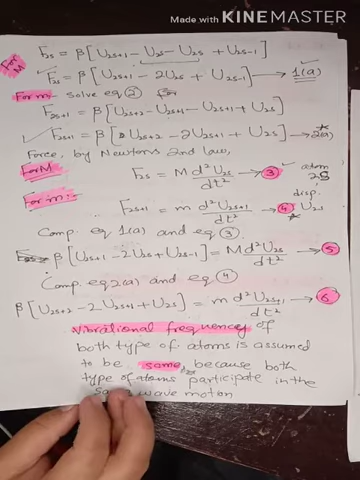 Made with KINEMASTER
For M
F2s = β[U2s+1 - U2s - U2s + U2s-1]
F2s = β[U2s+1 - 2U2s + U2s-1] → 1(a)
For m - solve eq ②
F2s+1 = β[U2s+2 - U2s+1 - U2s+1 + U2s]
F2s+1 = β[U2s+2 - 2U2s+1 + U2s] → 2(a)
Force, by Newtons 2nd law,
For M F2s = M d²U2s/dt² → ③ atom 2S
For m: disp.
F2s+1 = m d²U2s+1/dt² → ④ U2s
Comp eq 1(a) and eq ③.
β[U2s+1 - 2U2s + U2s-1] = M d²U2s/dt² → ⑤
Comp eq 2(a) and eq ④
β[U2s+2 - 2U2s+1 + U2s] = m d²U2s+1/dt² → ⑥
Vibrational frequency of
both type of atoms is assumed
to be same, because both
type of atoms participate in the
same wave motion